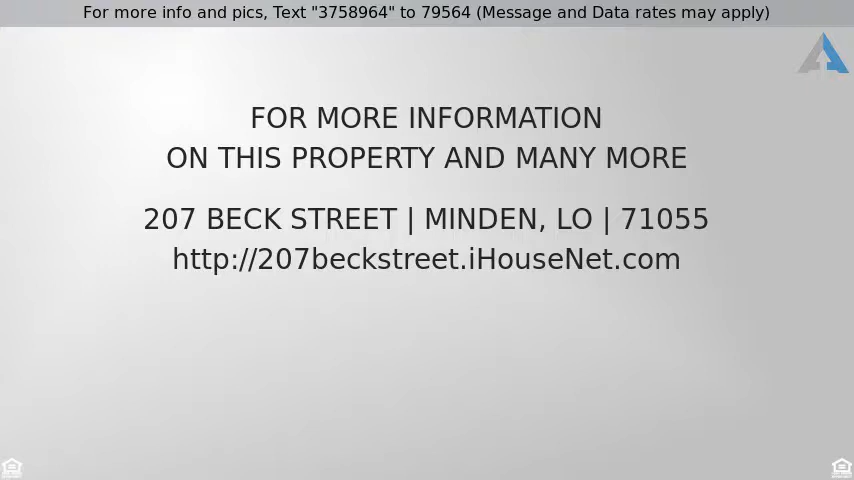 For more info and pics, Text "3758964" to 79564 (Message and Data rates may apply)
FOR MORE INFORMATION
ON THIS PROPERTY AND MANY MORE
207 BECK STREET | MINDEN, LO | 71055
http://207beckstreet.iHouseNet.com